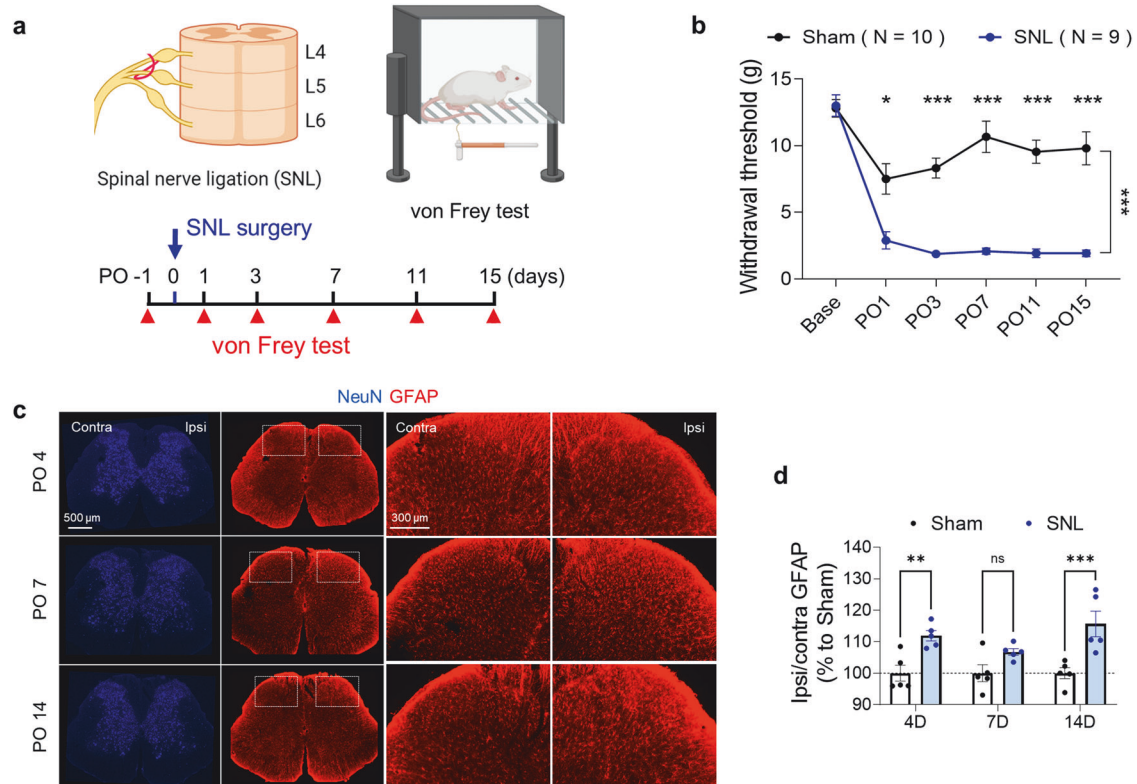 a
L4
L5
L6
Spinal nerve ligation (SNL)
von Frey test
SNL surgery
PO -1 0 1 3 7 11 15 (days)
von Frey test
b
Sham ( N = 10 ) SNL ( N = 9 )
Withdrawal threshold (g)
15
10
5
0
* *** *** *** ***
***
Base PO1 PO3 PO7 PO11 PO15
c
NeuN GFAP
Contra Ipsi Contra Ipsi
PO 4
500 µm 300 µm
PO 7
PO 14
d
Sham SNL
Ipsi/contra GFAP
(% to Sham)
140
130
120
110
100
90
** ns ***
4D 7D 14D